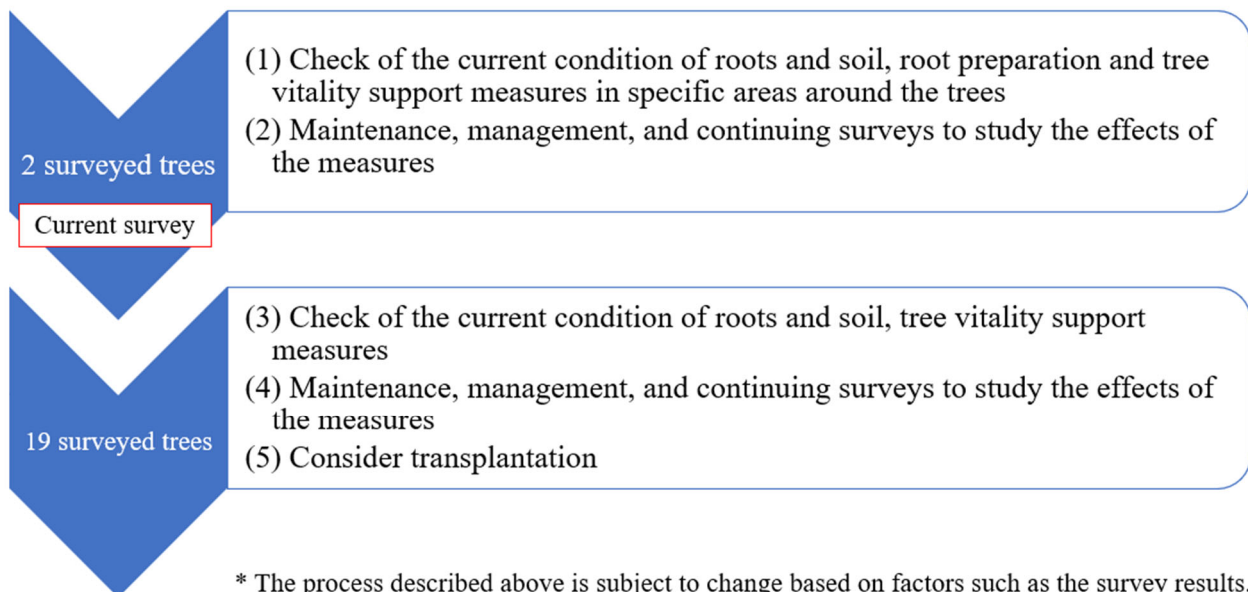 2 surveyed trees
Current survey
(1) Check of the current condition of roots and soil, root preparation and tree
vitality support measures in specific areas around the trees
(2) Maintenance, management, and continuing surveys to study the effects of
the measures
19 surveyed trees
(3) Check of the current condition of roots and soil, tree vitality support
measures
(4) Maintenance, management, and continuing surveys to study the effects of
the measures
(5) Consider transplantation
* The process described above is subject to change based on factors such as the survey results.